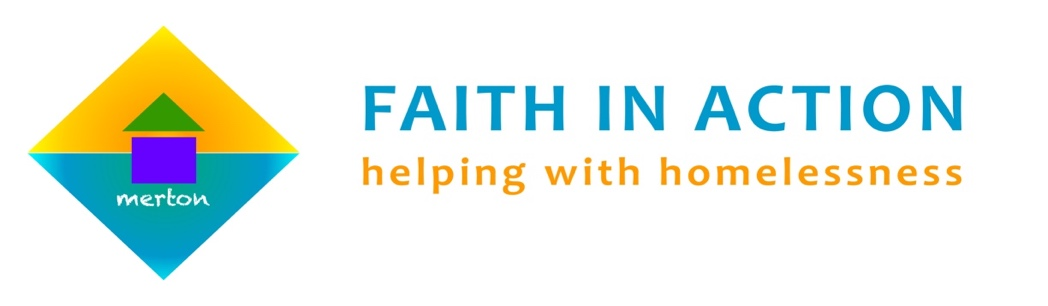 merton
FAITH IN ACTION
helping with homelessness